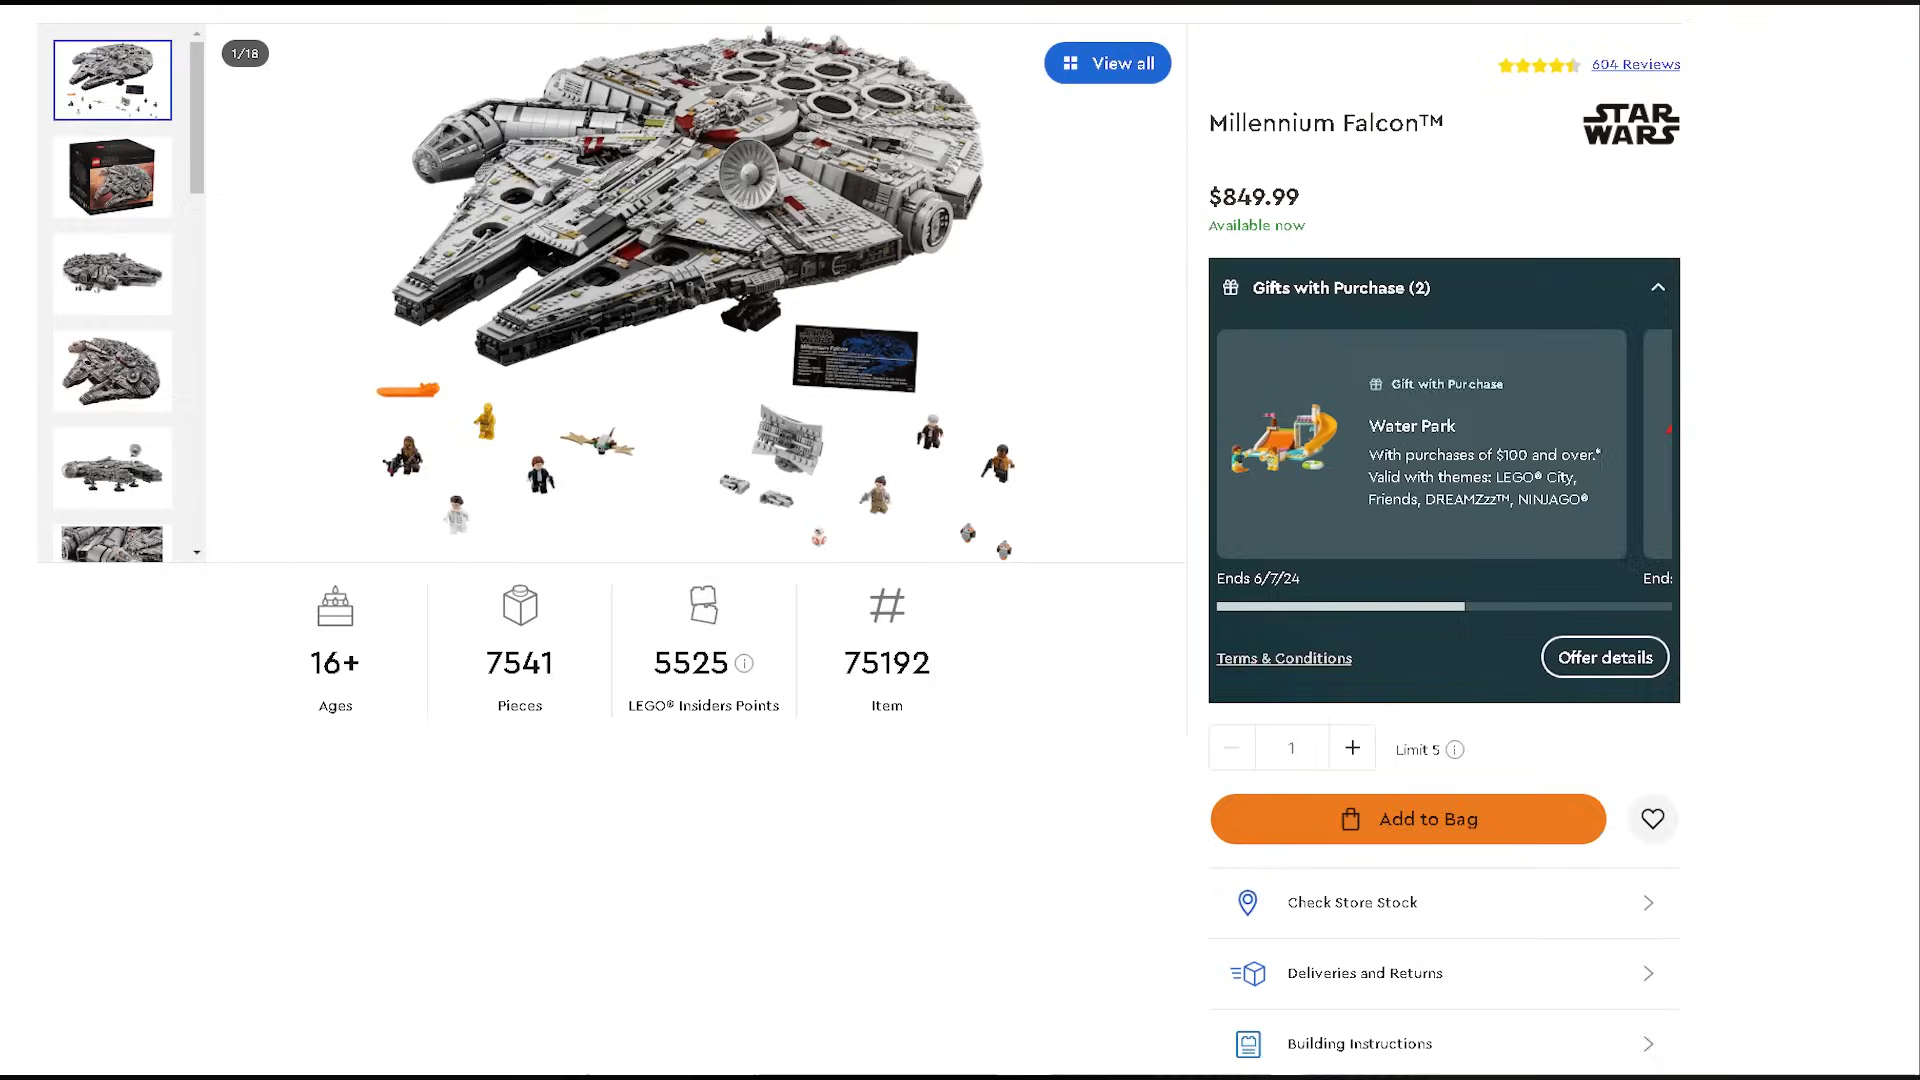 1/18
View all
604 Reviews
Millennium Falcon™
STAR
WARS
$849.99
Available now
Gifts with Purchase (2)
Gift with Purchase
Water Park
With purchases of $100 and over.*
Valid with themes: LEGO® City,
Friends, DREAMZzz™, NINJAGO®
Ends 6/7/24
End:
Terms & Conditions
Offer details
16+
Ages
7541
Pieces
5525
LEGO® Insiders Points
75192
Item
1
Limit 5
Add to Bag
Check Store Stock
Deliveries and Returns
Building Instructions